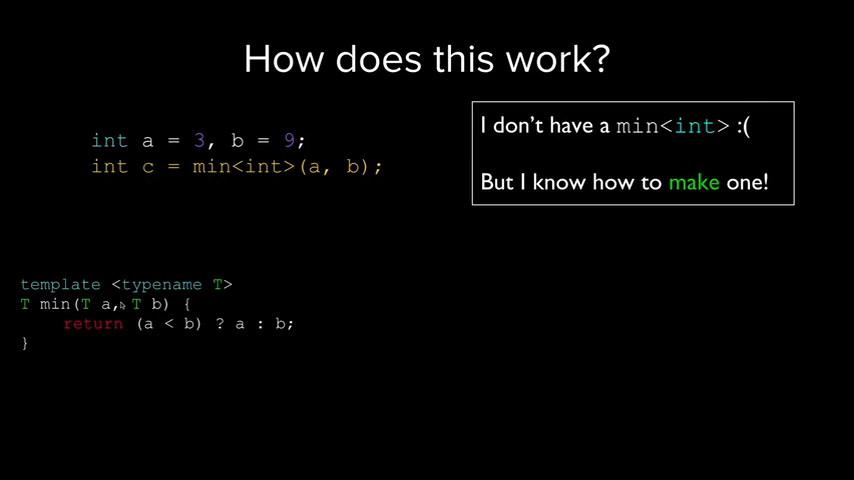 How does this work?
int a = 3, b = 9;
int c = min<int>(a, b);
I don't have a min<int> :(
But I know how to make one!
template <typename T>
T min(T a, T b) {
return (a < b) ? a : b;
}